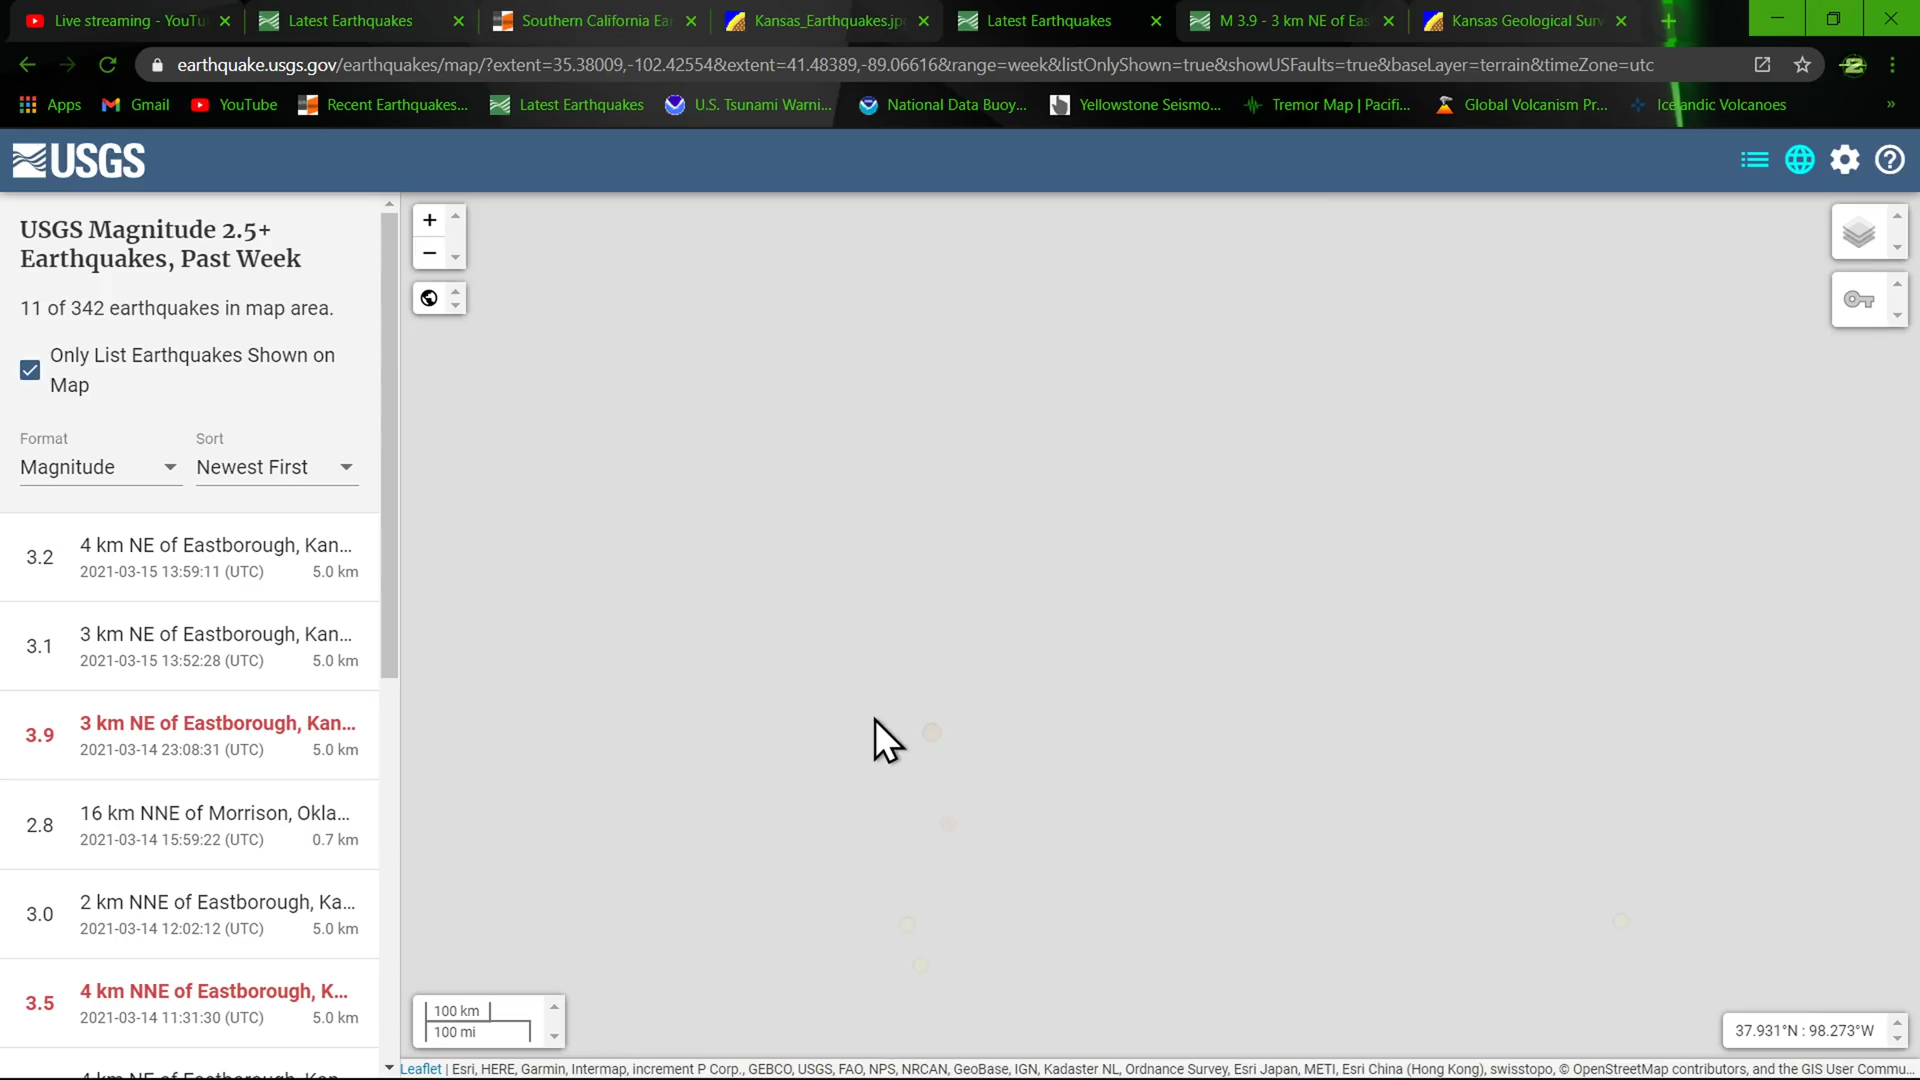 Live streaming - YouTu
Latest Earthquakes
Southern California Ea
Kansas_Earthquakes.jp
Latest Earthquakes
M 3.9 - 3 km NE of Eas
Kansas Geological Surv
earthquake.usgs.gov/earthquakes/map/?extent=35.38009,-102.42554&extent=41.48389,-89.06616&range=week&listOnlyShown=true&showUSFaults=true&baseLayer=terrain&timeZone=utc
Apps
Gmail
YouTube
Recent Earthquakes...
Latest Earthquakes
U.S. Tsunami Warni...
National Data Buoy...
Yellowstone Seismo...
Tremor Map | Pacifi...
Global Volcanism Pr...
Icelandic Volcanoes
»
USGS
USGS Magnitude 2.5+
Earthquakes, Past Week
11 of 342 earthquakes in map area.
Only List Earthquakes Shown on
Map
Format
Sort
Magnitude
Newest First
3.2
4 km NE of Eastborough, Kan...
2021-03-15 13:59:11 (UTC) 5.0 km
3.1
3 km NE of Eastborough, Kan...
2021-03-15 13:52:28 (UTC) 5.0 km
3.9
3 km NE of Eastborough, Kan...
2021-03-14 23:08:31 (UTC) 5.0 km
2.8
16 km NNE of Morrison, Okla...
2021-03-14 15:59:22 (UTC) 0.7 km
3.0
2 km NNE of Eastborough, Ka...
2021-03-14 12:02:12 (UTC) 5.0 km
3.5
4 km NNE of Eastborough, K...
2021-03-14 11:31:30 (UTC) 5.0 km
+
−
100 km
100 mi
37.931°N : 98.273°W
Leaflet | Esri, HERE, Garmin, Intermap, increment P Corp., GEBCO, USGS, FAO, NPS, NRCAN, GeoBase, IGN, Kadaster NL, Ordnance Survey, Esri Japan, METI, Esri China (Hong Kong), swisstopo, © OpenStreetMap contributors, and the GIS User Commu...